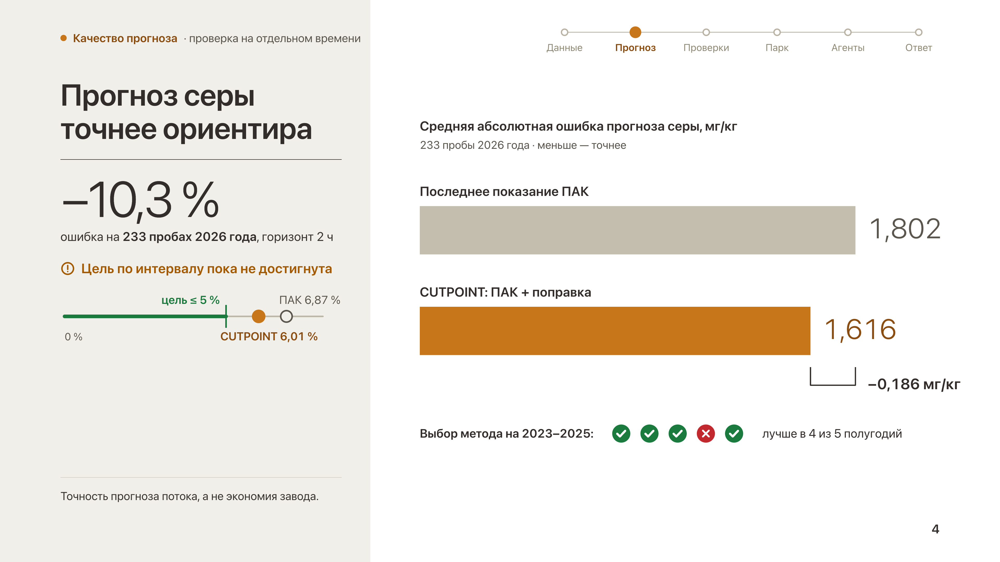 Качество прогноза · проверка на отдельном времени
Данные
Прогноз
Проверки
Парк
Агенты
Ответ
Прогноз серы
точнее ориентира
–10,3 %
ошибка на 233 пробах 2026 года, горизонт 2 ч
Цель по интервалу пока не достигнута
цель ≤ 5 %
ПАК 6,87 %
0 %
CUTPOINT 6,01 %
Точность прогноза потока, а не экономия завода.
Средняя абсолютная ошибка прогноза серы, мг/кг
233 пробы 2026 года · меньше — точнее
Последнее показание ПАК
1,802
CUTPOINT: ПАК + поправка
1,616
–0,186 мг/кг
Выбор метода на 2023–2025:
лучше в 4 из 5 полугодий
4